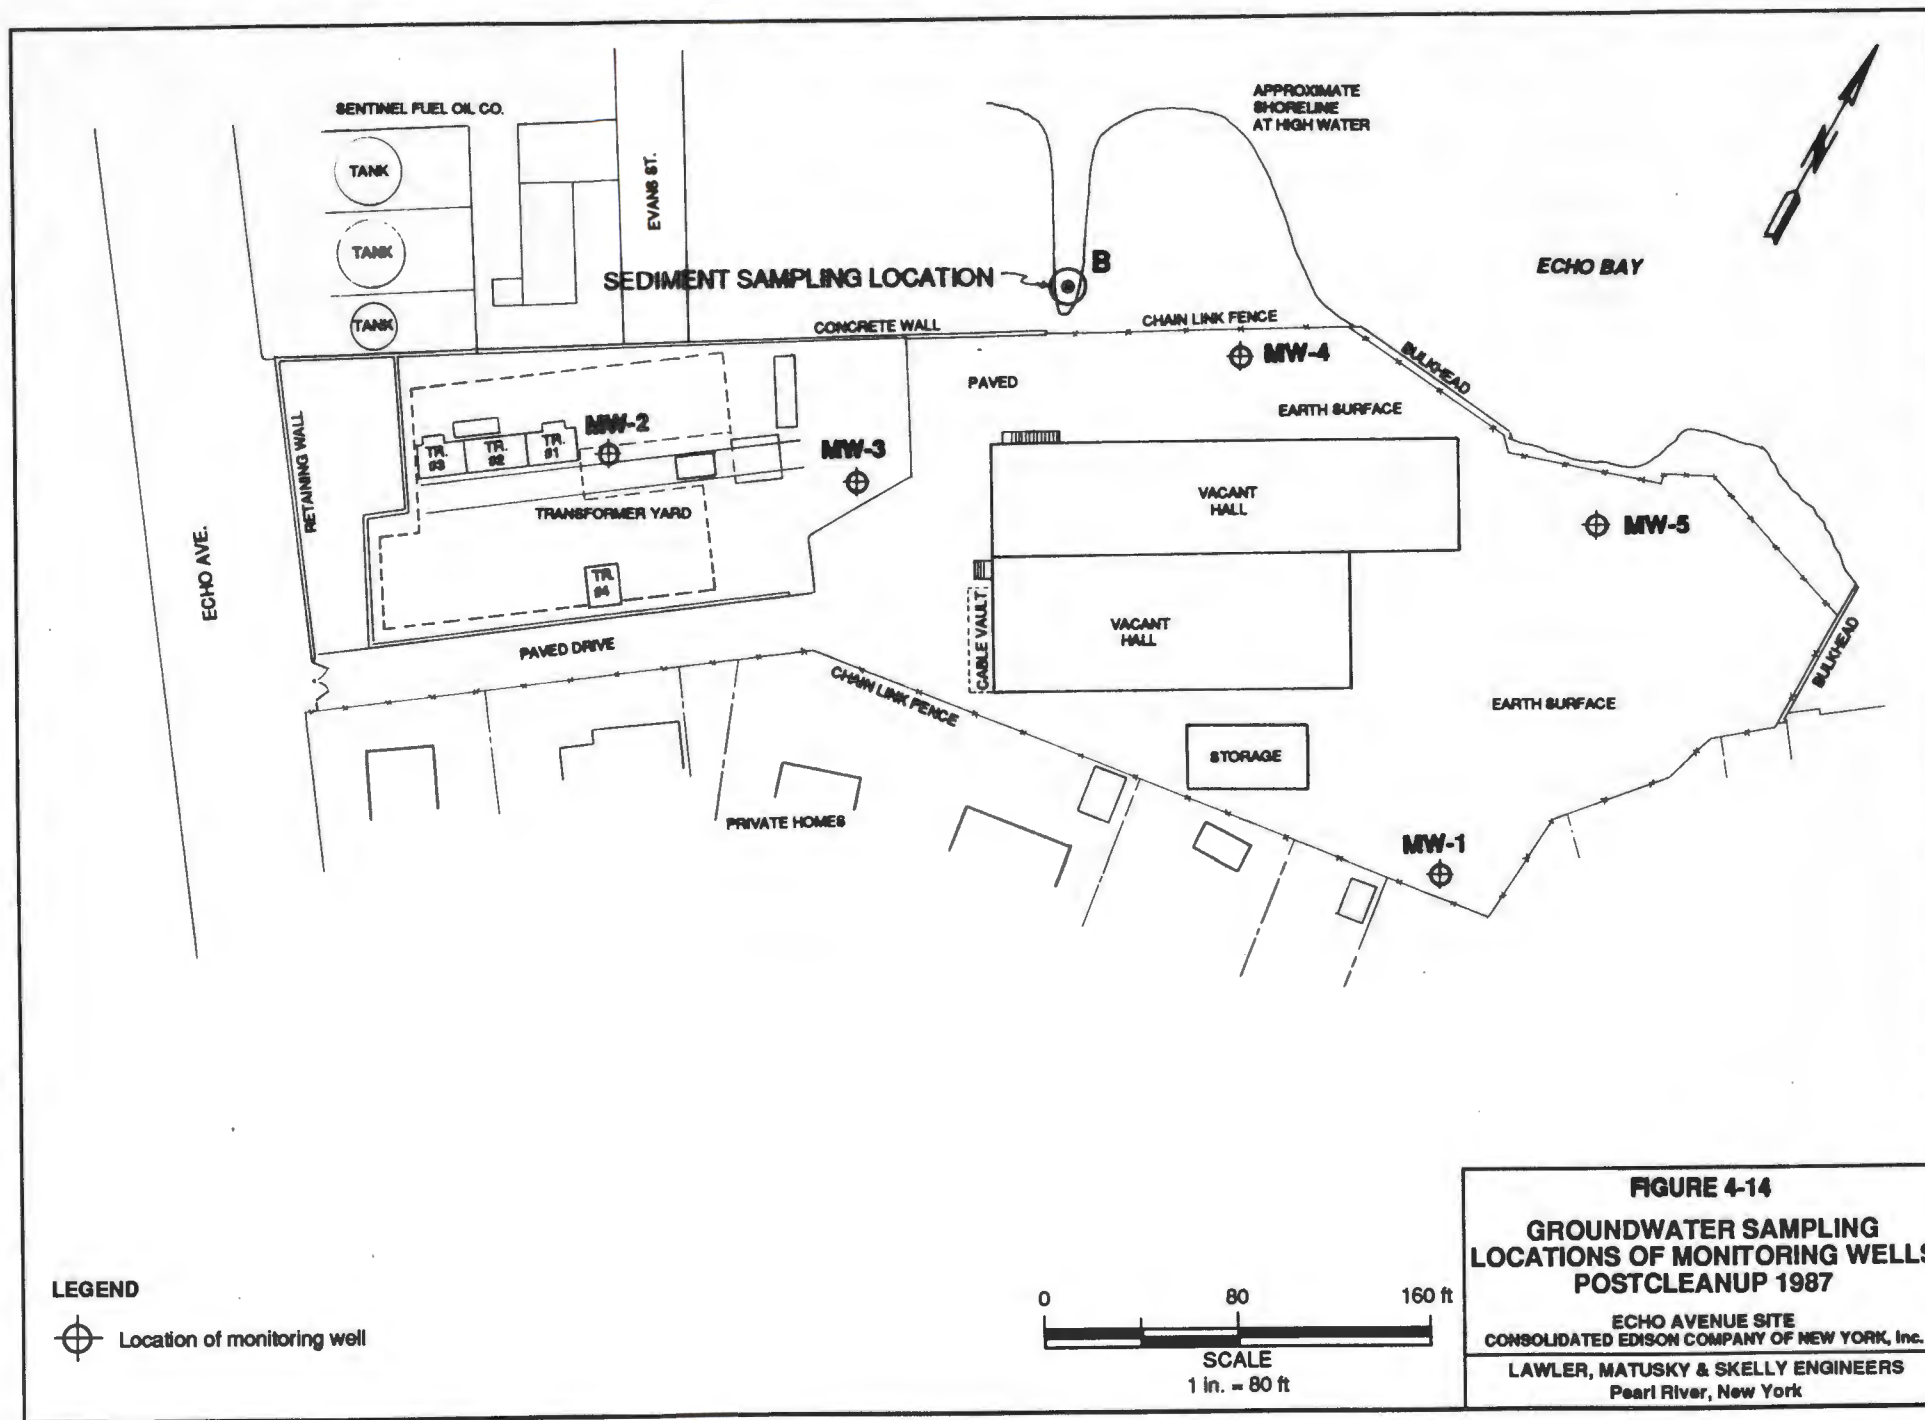 SENTINEL FUEL OIL CO.
TANK
TANK
TANK
EVANS ST.
APPROXIMATE
SHORELINE
AT HIGH WATER
N
ECHO BAY
SEDIMENT SAMPLING LOCATION
B
CONCRETE WALL
CHAIN LINK FENCE
MW-4
BULKHEAD
PAVED
EARTH SURFACE
RETAINING WALL
MW-2
TR.
#3
TR.
#2
TR.
#1
MW-3
TRANSFORMER YARD
VACANT
HALL
MW-5
ECHO AVE.
TR.
#4
CABLE VAULT
VACANT
HALL
PAVED DRIVE
CHAIN LINK FENCE
BULKHEAD
EARTH SURFACE
STORAGE
PRIVATE HOMES
MW-1
LEGEND
Location of monitoring well
0 80 160 ft
SCALE
1 in. = 80 ft
FIGURE 4-14
GROUNDWATER SAMPLING
LOCATIONS OF MONITORING WELLS
POSTCLEANUP 1987
ECHO AVENUE SITE
CONSOLIDATED EDISON COMPANY OF NEW YORK, Inc.
LAWLER, MATUSKY & SKELLY ENGINEERS
Pearl River, New York